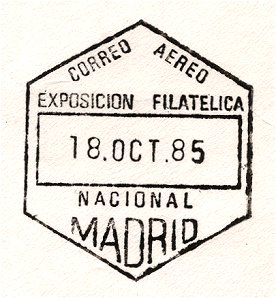 CORREO AEREO
EXPOSICION FILATELICA
18.OCT.85
NACIONAL
MADRID